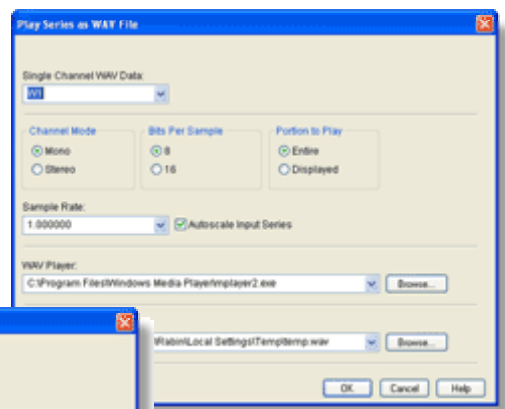 Play Series as WAV File
Single Channel WAV Data:
W1
Channel Mode
Bits Per Sample
Portion to Play
Mono
8
Entire
Stereo
16
Displayed
Sample Rate:
1.000000
Autoscale Input Series
WAV Player:
C:\Program Files\Windows Media Player\mplayer2.exe
Browse...
\Rabin\Local Settings\Temp\temp.wav
Browse...
OK
Cancel
Help